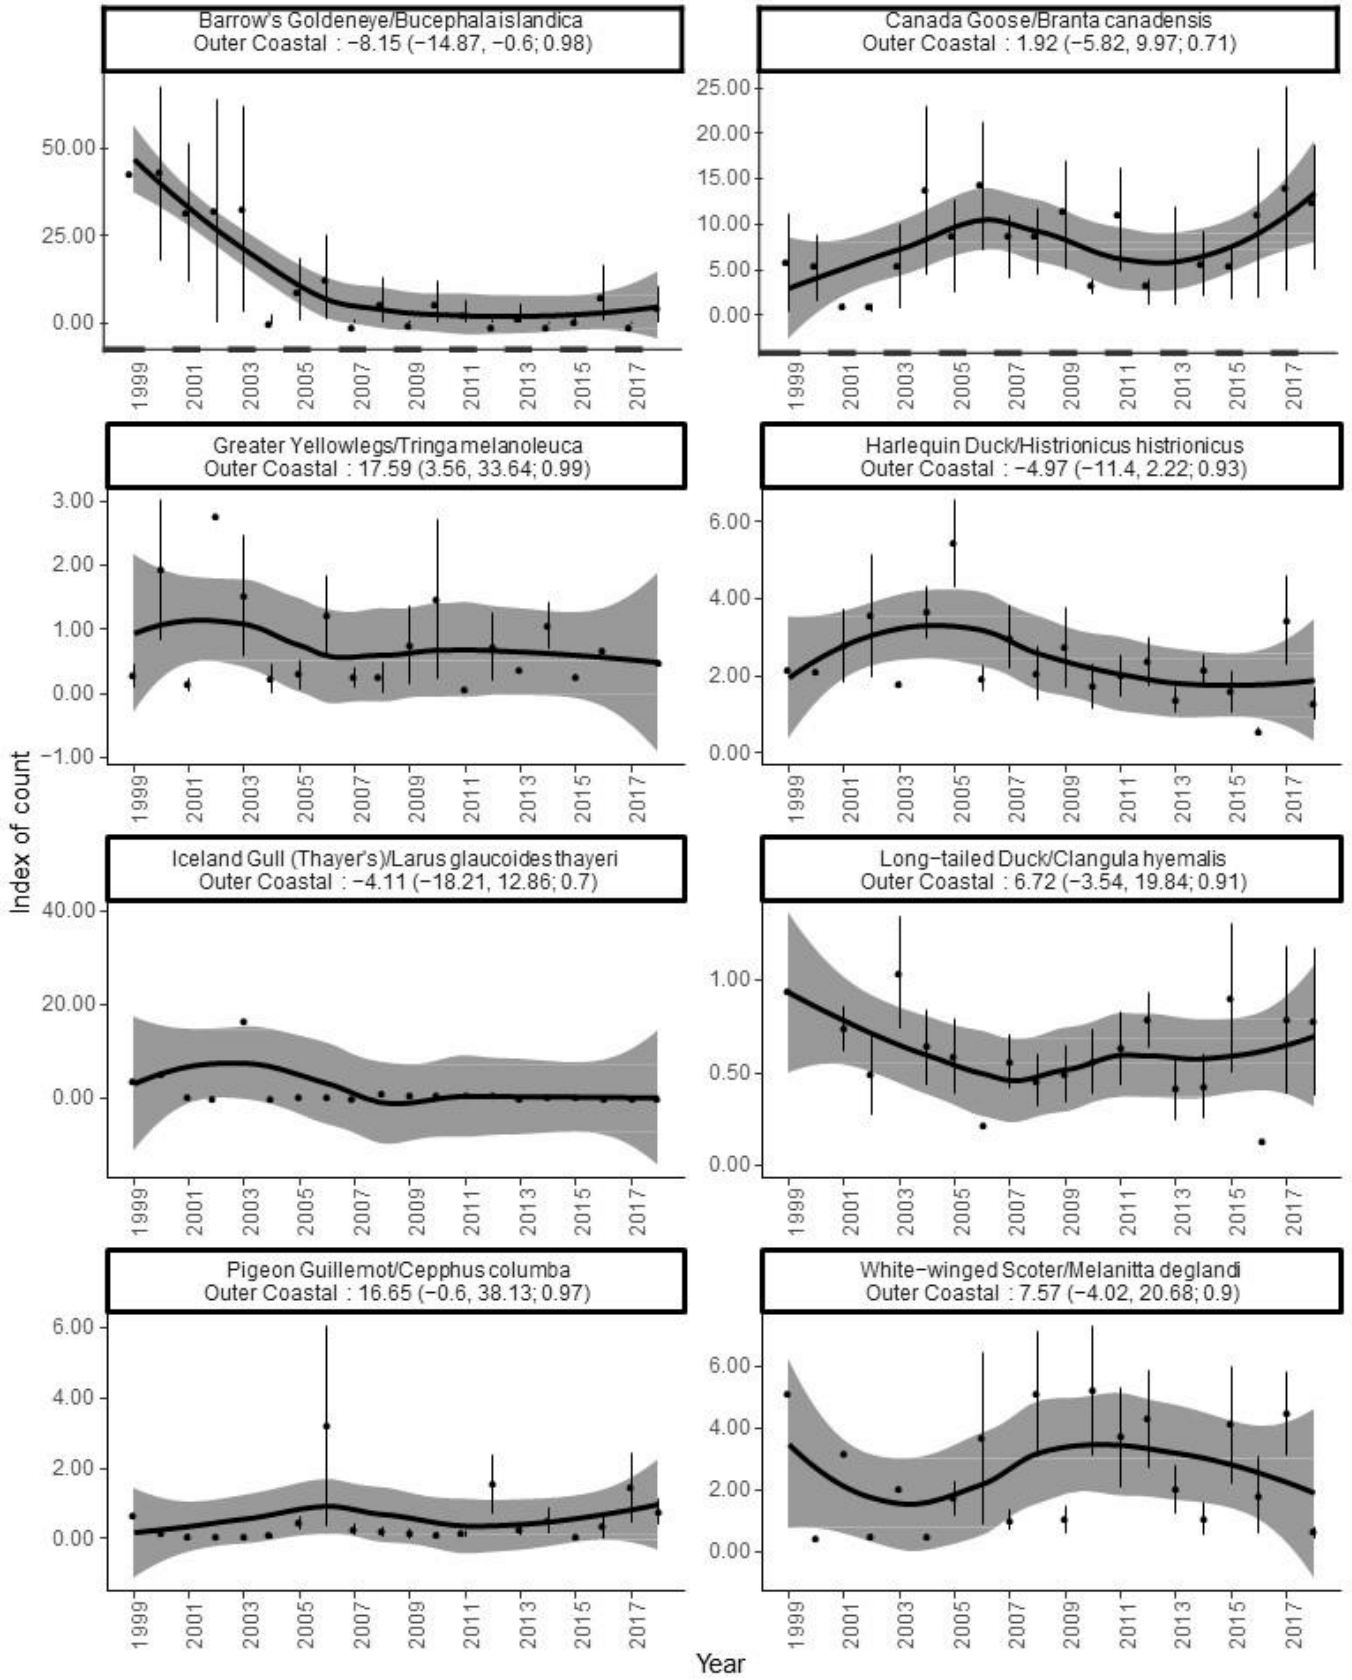 Barrow's Goldeneye/Bucephala islandica
Outer Coastal : −8.15 (−14.87, −0.6; 0.98)
50.00
25.00
0.00
1999 2001 2003 2005 2007 2009 2011 2013 2015 2017
Canada Goose/Branta canadensis
Outer Coastal : 1.92 (−5.82, 9.97; 0.71)
25.00
20.00
15.00
10.00
5.00
0.00
1999 2001 2003 2005 2007 2009 2011 2013 2015 2017
Greater Yellowlegs/Tringa melanoleuca
Outer Coastal : 17.59 (3.56, 33.64; 0.99)
3.00
2.00
1.00
0.00
−1.00
1999 2001 2003 2005 2007 2009 2011 2013 2015 2017
Harlequin Duck/Histrionicus histrionicus
Outer Coastal : −4.97 (−11.4, 2.22; 0.93)
6.00
4.00
2.00
0.00
1999 2001 2003 2005 2007 2009 2011 2013 2015 2017
Index of count
Iceland Gull (Thayer's)/Larus glaucoides thayeri
Outer Coastal : −4.11 (−18.21, 12.86; 0.7)
40.00
20.00
0.00
1999 2001 2003 2005 2007 2009 2011 2013 2015 2017
Long−tailed Duck/Clangula hyemalis
Outer Coastal : 6.72 (−3.54, 19.84; 0.91)
1.00
0.50
0.00
1999 2001 2003 2005 2007 2009 2011 2013 2015 2017
Pigeon Guillemot/Cepphus columba
Outer Coastal : 16.65 (−0.6, 38.13; 0.97)
6.00
4.00
2.00
0.00
1999 2001 2003 2005 2007 2009 2011 2013 2015 2017
White−winged Scoter/Melanitta deglandi
Outer Coastal : 7.57 (−4.02, 20.68; 0.9)
6.00
4.00
2.00
0.00
1999 2001 2003 2005 2007 2009 2011 2013 2015 2017
Year